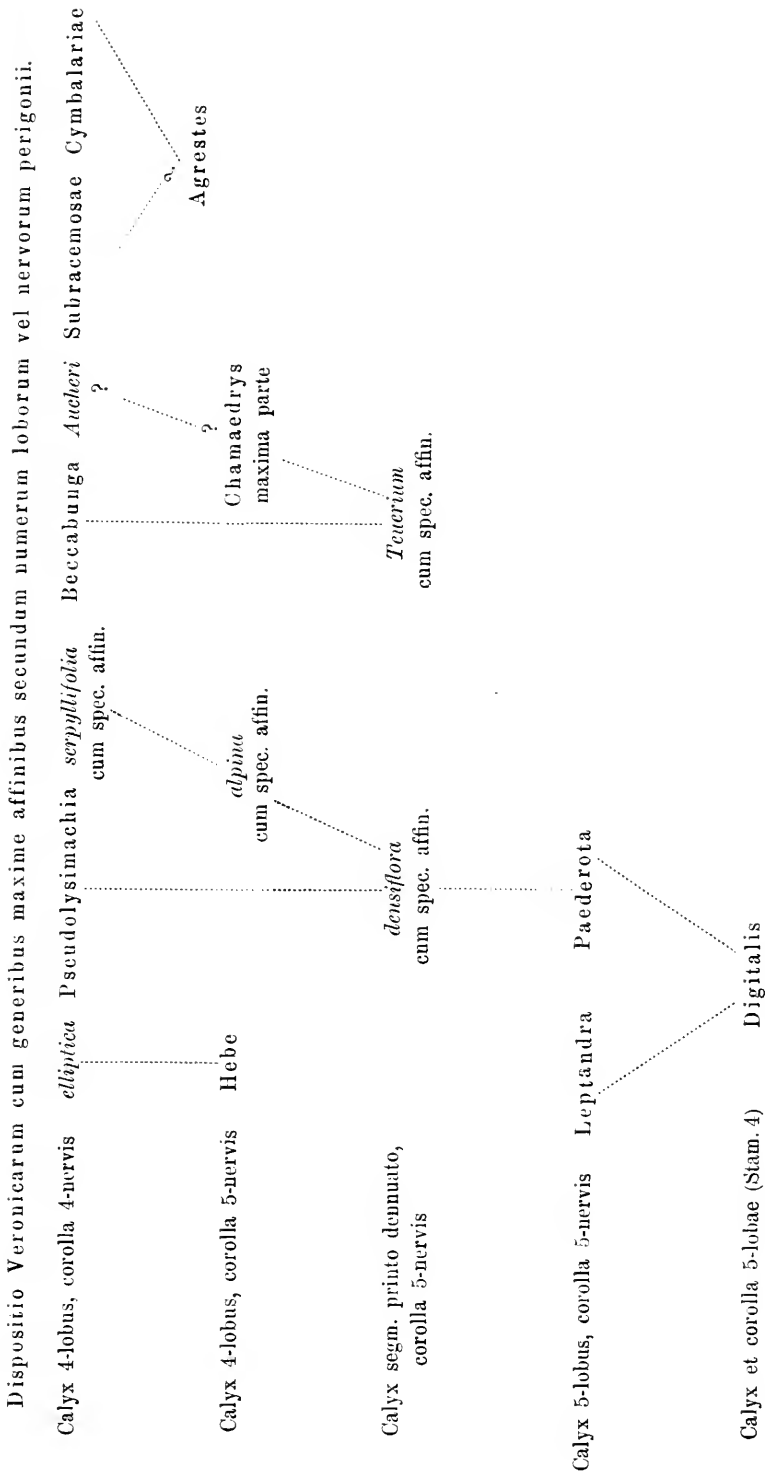 Dispositio Veronicarum cum generibus maxime affinibus secundum numerum loborum vel nervorum perigonii.
Calyx 4-lobus, corolla 4-nervis elliptica Pseudolysimachia serpyllifolia Beccabunga Aucheri Subracemosae Cymbalariae
cum spec. affin.
?
?
Agrestes
Calyx 4-lobus, corolla 5-nervis Hebe alpina Chamaedrys
cum spec. affin. maxima parte
?
Calyx segm. primo demnuato, densiflora Teucrium
corolla 5-nervis cum spec. affin. cum spec. affin.
Calyx 5-lobus, corolla 5-nervis Leptandra Paederota
Calyx et corolla 5-lobae (Stam. 4) Digitalis